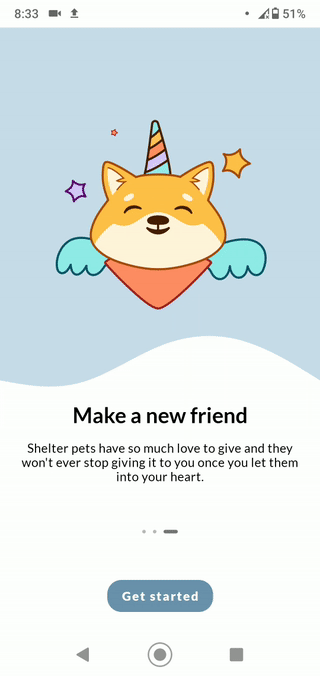 8:33 51%
Make a new friend
Shelter pets have so much love to give and they
won't ever stop giving it to you once you let them
into your heart.
Get started